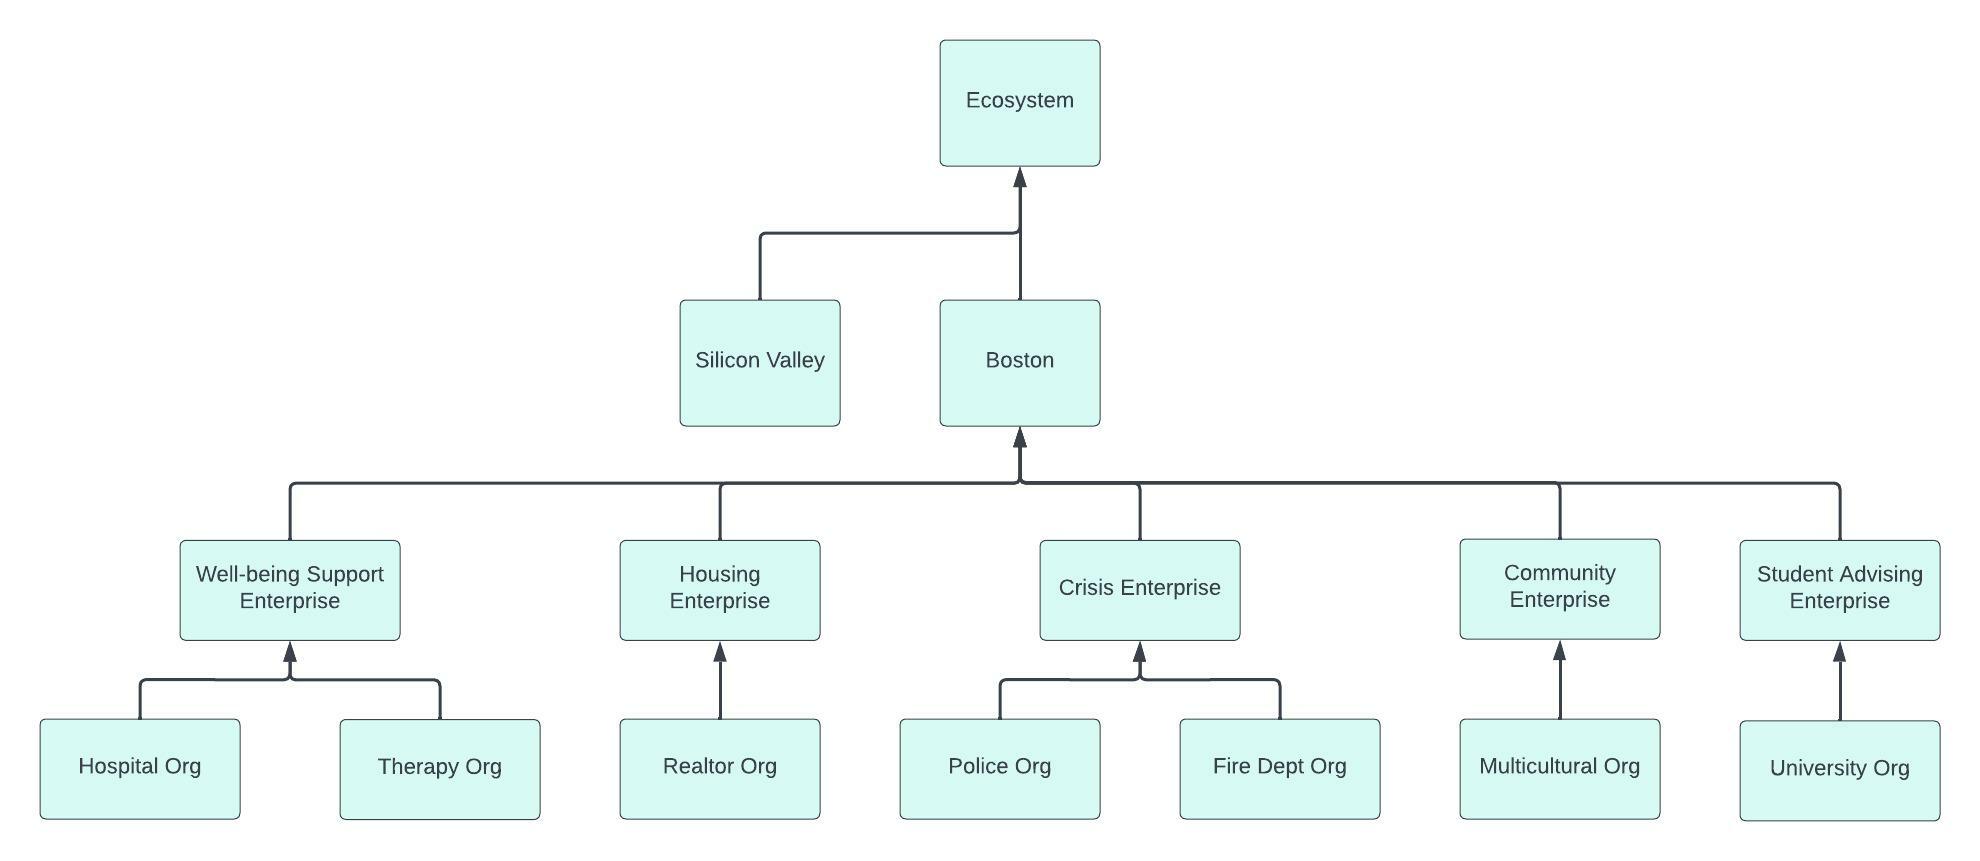 Ecosystem
Silicon Valley
Boston
Well-being Support
Enterprise
Housing
Enterprise
Crisis Enterprise
Community
Enterprise
Student Advising
Enterprise
Hospital Org
Therapy Org
Realtor Org
Police Org
Fire Dept Org
Multicultural Org
University Org